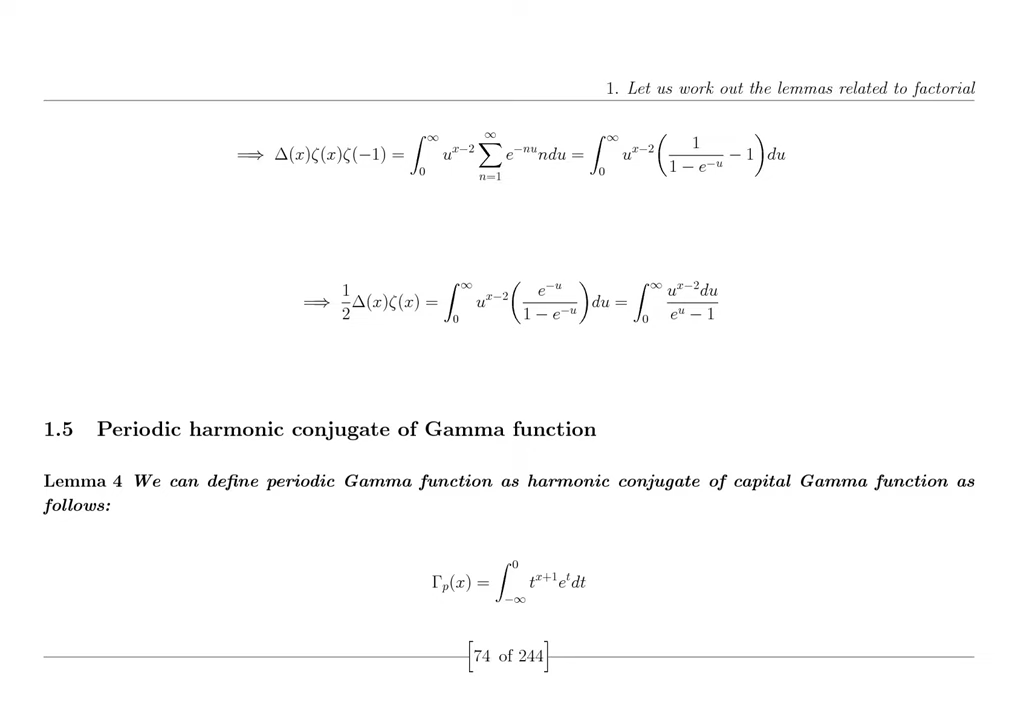 1. Let us work out the lemmas related to factorial
⟹ Δ(x)ζ(x)ζ(−1) = ∫_0^∞ u^{x−2} ∑_{n=1}^∞ e^{−nu} n du = ∫_0^∞ u^{x−2} ( 1/(1 − e^{−u}) − 1 ) du
⟹ 1/2 Δ(x)ζ(x) = ∫_0^∞ u^{x−2} ( e^{−u}/(1 − e^{−u}) ) du = ∫_0^∞ u^{x−2}du/(e^u − 1)
1.5 Periodic harmonic conjugate of Gamma function
Lemma 4 We can define periodic Gamma function as harmonic conjugate of capital Gamma function as
follows:
Γ_p(x) = ∫_{−∞}^0 t^{x+1} e^t dt
[74 of 244]